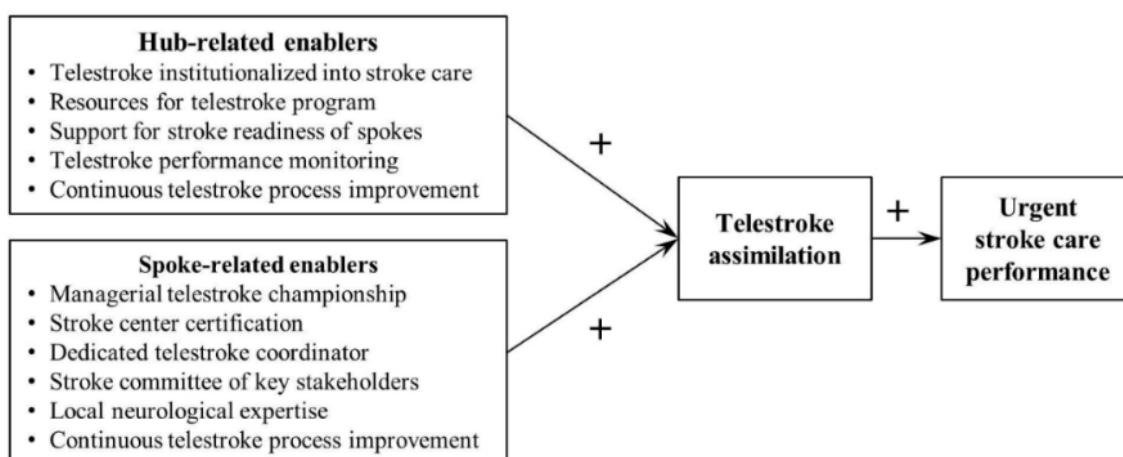 Hub-related enablers
• Telestroke institutionalized into stroke care
• Resources for telestroke program
• Support for stroke readiness of spokes
• Telestroke performance monitoring
• Continuous telestroke process improvement
+
Spoke-related enablers
• Managerial telestroke championship
• Stroke center certification
• Dedicated telestroke coordinator
• Stroke committee of key stakeholders
• Local neurological expertise
• Continuous telestroke process improvement
+
Telestroke
assimilation
+
Urgent
stroke care
performance